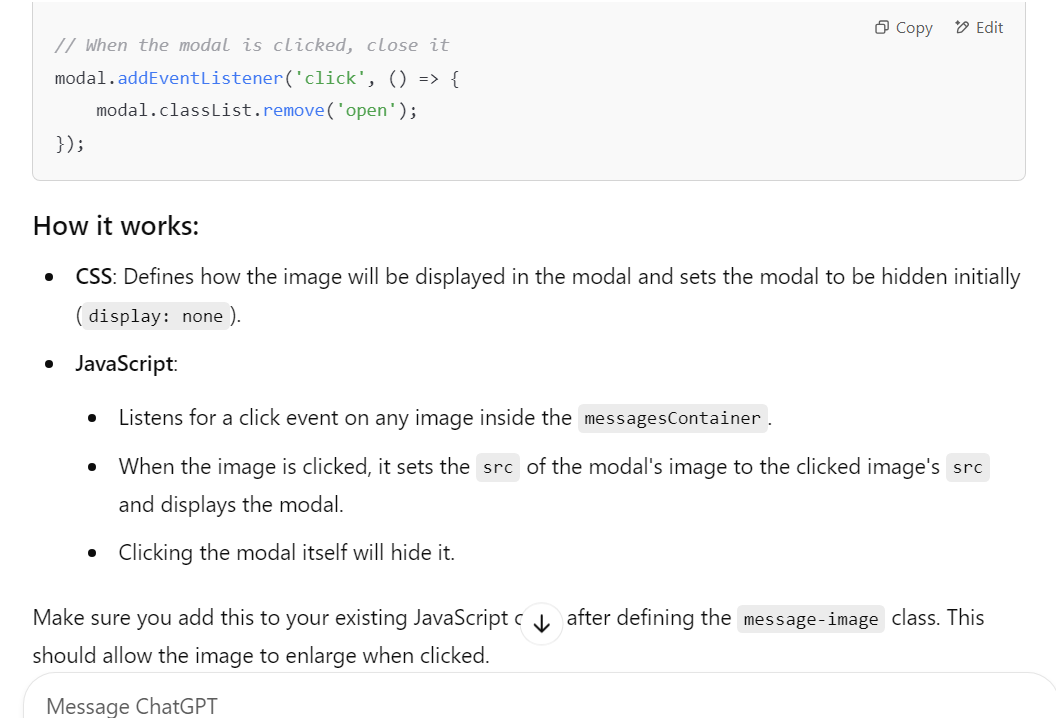 Copy Edit
// When the modal is clicked, close it
modal.addEventListener('click', () => {
    modal.classList.remove('open');
});
How it works:
• CSS: Defines how the image will be displayed in the modal and sets the modal to be hidden initially
(display: none).
• JavaScript:
• Listens for a click event on any image inside the messagesContainer.
• When the image is clicked, it sets the src of the modal's image to the clicked image's src
and displays the modal.
• Clicking the modal itself will hide it.
Make sure you add this to your existing JavaScript after defining the message-image class. This
should allow the image to enlarge when clicked.
Message ChatGPT